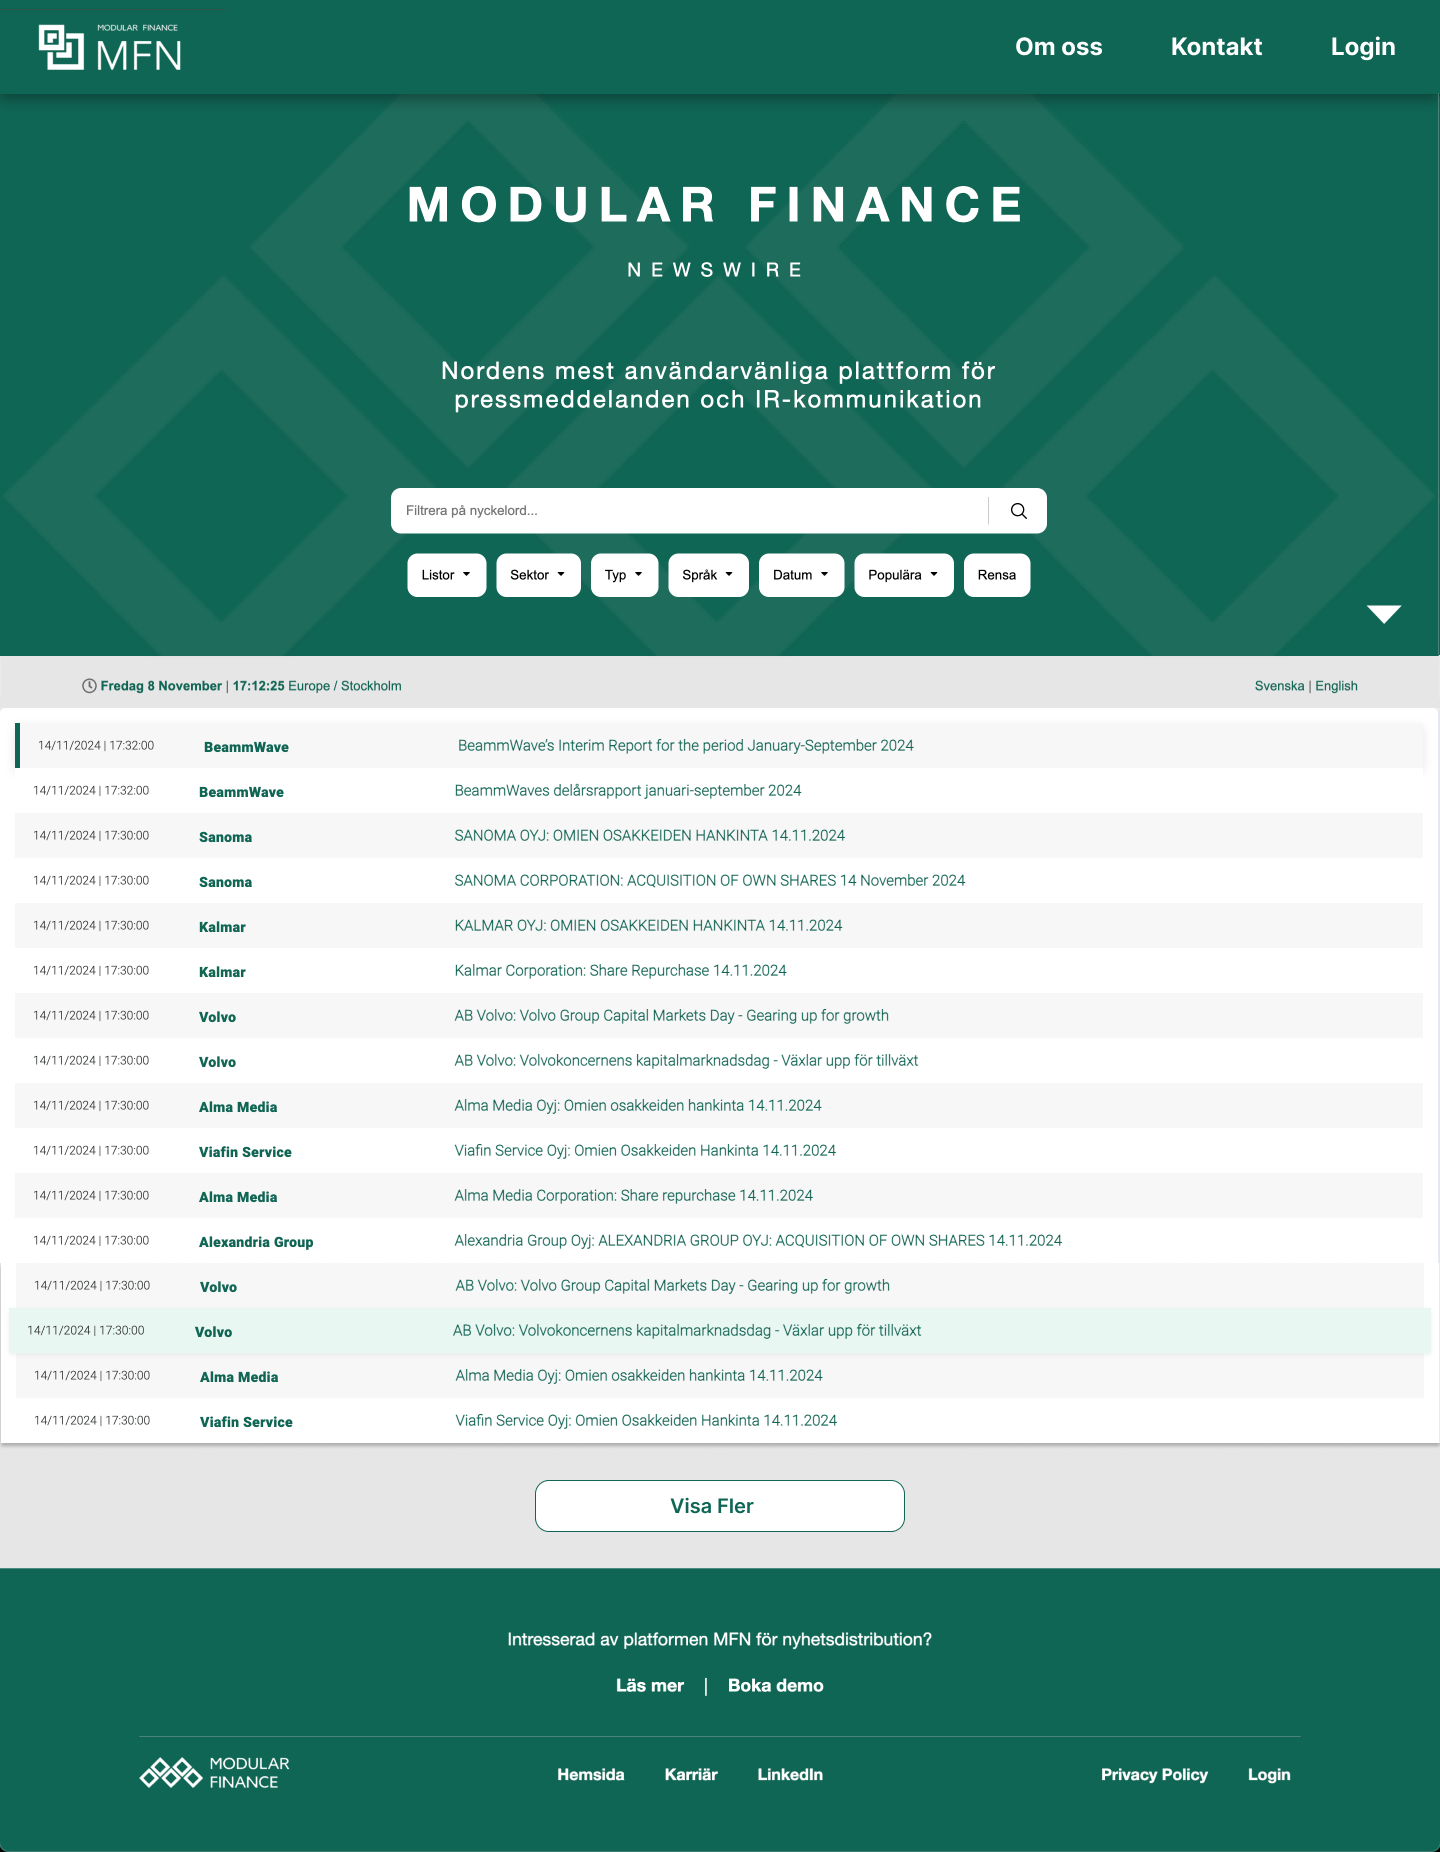 MODULAR FINANCE
MFN
Om oss Kontakt Login
MODULAR FINANCE
NEWSWIRE
Nordens mest användarvänliga plattform för
pressmeddelanden och IR-kommunikation
Filtrera på nyckelord...
Listor Sektor Typ Språk Datum Populära Rensa
Fredag 8 November | 17:12:25 Europe / Stockholm Svenska | English
14/11/2024 | 17:32:00 BeammWave BeammWave's Interim Report for the period January-September 2024
14/11/2024 | 17:32:00 BeammWave BeammWaves delårsrapport januari-september 2024
14/11/2024 | 17:30:00 Sanoma SANOMA OYJ: OMIEN OSAKKEIDEN HANKINTA 14.11.2024
14/11/2024 | 17:30:00 Sanoma SANOMA CORPORATION: ACQUISITION OF OWN SHARES 14 November 2024
14/11/2024 | 17:30:00 Kalmar KALMAR OYJ: OMIEN OSAKKEIDEN HANKINTA 14.11.2024
14/11/2024 | 17:30:00 Kalmar Kalmar Corporation: Share Repurchase 14.11.2024
14/11/2024 | 17:30:00 Volvo AB Volvo: Volvo Group Capital Markets Day - Gearing up for growth
14/11/2024 | 17:30:00 Volvo AB Volvo: Volvokoncernens kapitalmarknadsdag - Växlar upp för tillväxt
14/11/2024 | 17:30:00 Alma Media Alma Media Oyj: Omien osakkeiden hankinta 14.11.2024
14/11/2024 | 17:30:00 Viafin Service Viafin Service Oyj: Omien Osakkeiden Hankinta 14.11.2024
14/11/2024 | 17:30:00 Alma Media Alma Media Corporation: Share repurchase 14.11.2024
14/11/2024 | 17:30:00 Alexandria Group Alexandria Group Oyj: ALEXANDRIA GROUP OYJ: ACQUISITION OF OWN SHARES 14.11.2024
14/11/2024 | 17:30:00 Volvo AB Volvo: Volvo Group Capital Markets Day - Gearing up for growth
14/11/2024 | 17:30:00 Volvo AB Volvo: Volvokoncernens kapitalmarknadsdag - Växlar upp för tillväxt
14/11/2024 | 17:30:00 Alma Media Alma Media Oyj: Omien osakkeiden hankinta 14.11.2024
14/11/2024 | 17:30:00 Viafin Service Viafin Service Oyj: Omien Osakkeiden Hankinta 14.11.2024
Visa Fler
Intresserad av platformen MFN för nyhetsdistribution?
Läs mer | Boka demo
MODULAR
FINANCE
Hemsida Karriär LinkedIn Privacy Policy Login